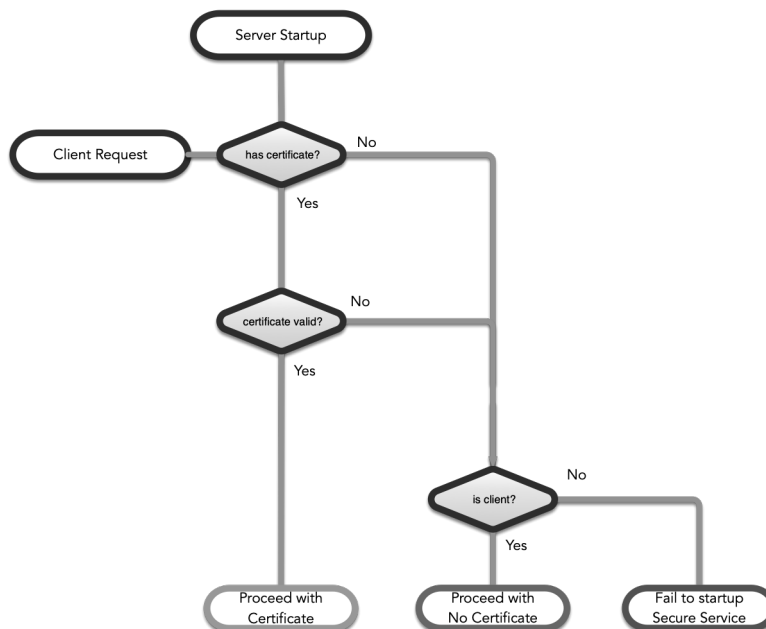 Server Startup
Client Request
has certificate?
No
Yes
certificate valid?
No
Yes
is client?
No
Yes
Proceed with
Certificate
Proceed with
No Certificate
Fail to startup
Secure Service